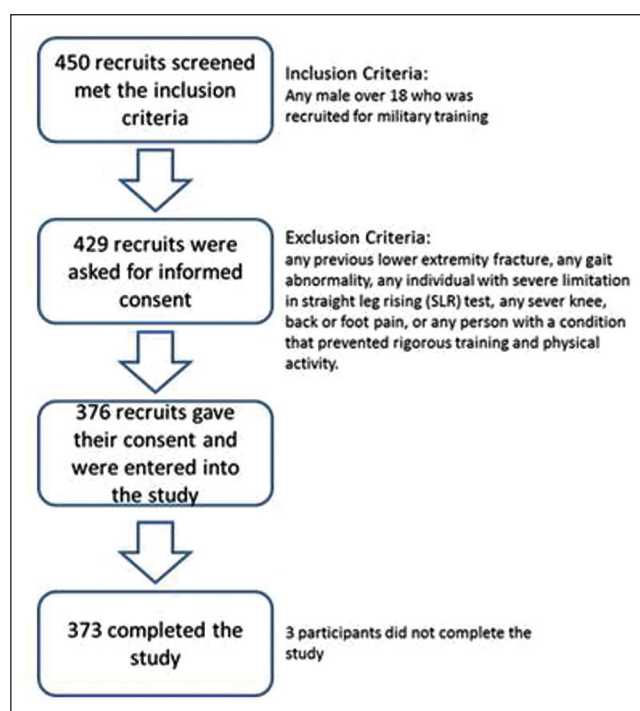 450 recruits screened
met the inclusion
criteria
Inclusion Criteria:
Any male over 18 who was
recruited for military training
429 recruits were
asked for informed
consent
Exclusion Criteria:
any previous lower extremity fracture, any gait
abnormality, any individual with severe limitation
in straight leg rising (SLR) test, any sever knee,
back or foot pain, or any person with a condition
that prevented rigorous training and physical
activity.
376 recruits gave
their consent and
were entered into
the study
373 completed the
study
3 participants did not complete the
study